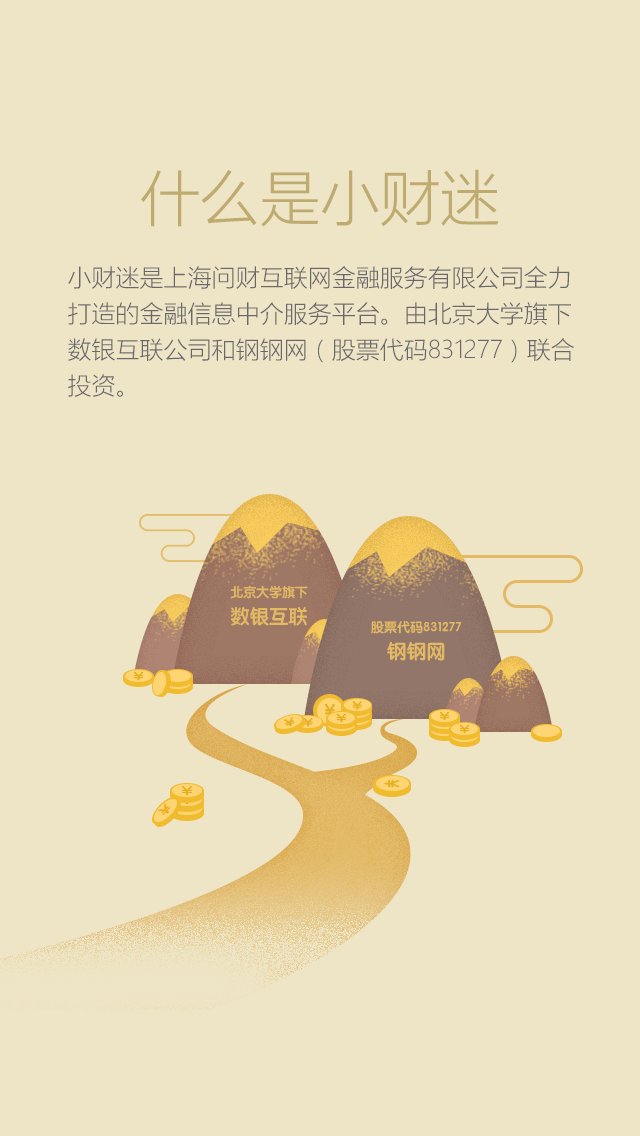 什么是小财迷
小财迷是上海问财互联网金融服务有限公司全力
打造的金融信息中介服务平台。由北京大学旗下
数银互联公司和钢钢网（股票代码831277）联合
投资。
北京大学旗下
数银互联
股票代码831277
钢钢网